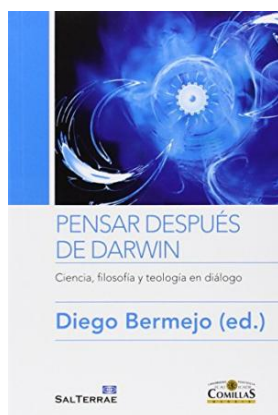 PENSAR DESPUÉS
DE DARWIN
Ciencia, filosofía y teología en diálogo
Diego Bermejo (ed.)
SALTERRAE
COMILLAS